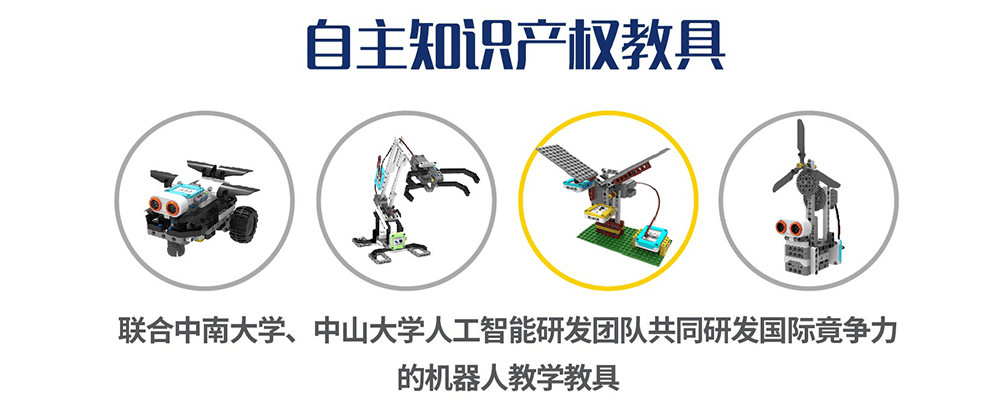 自主知识产权教具
联合中南大学、中山大学人工智能研发团队共同研发国际竟争力
的机器人教学教具